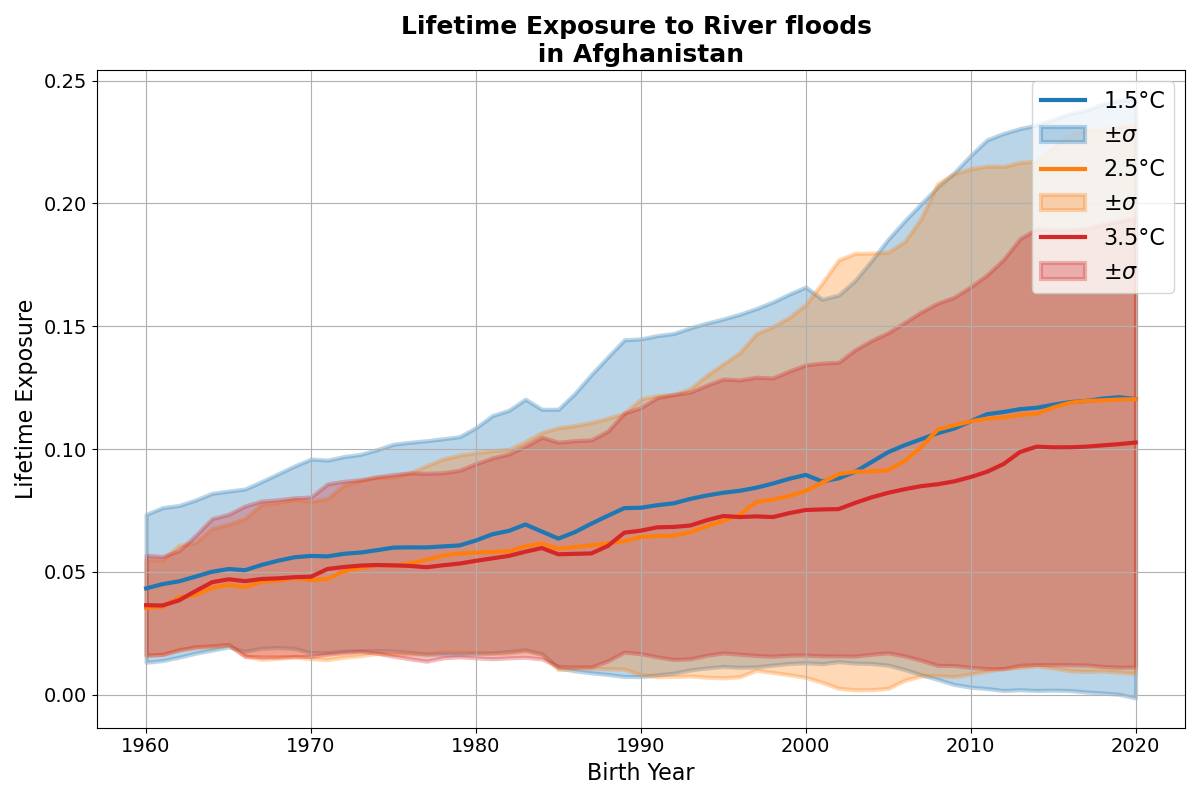 Lifetime Exposure to River floods
in Afghanistan
0.25
0.20
0.15
0.10
0.05
0.00
Lifetime Exposure
1960
1970
1980
1990
2000
2010
2020
Birth Year
1.5°C
±σ
2.5°C
±σ
3.5°C
±σ